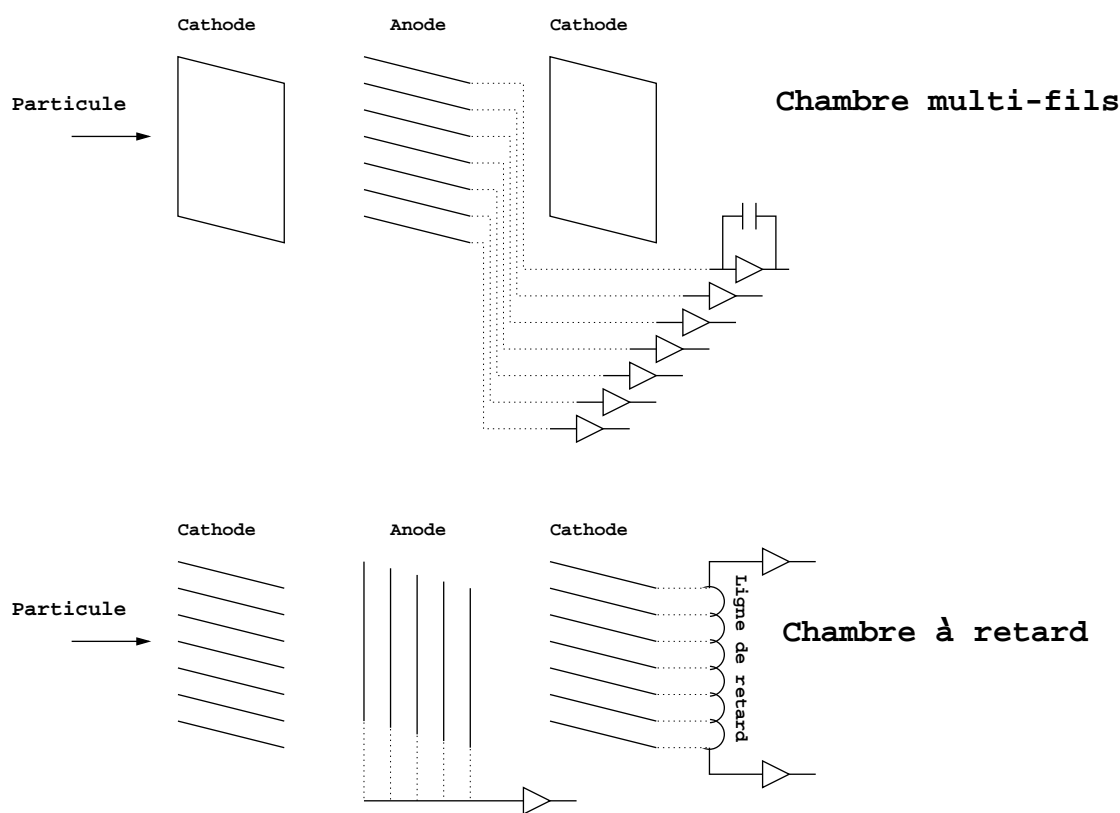 Cathode Anode Cathode
Particule
Chambre multi-fils
Cathode Anode Cathode
Particule
Ligne de retard
Chambre à retard